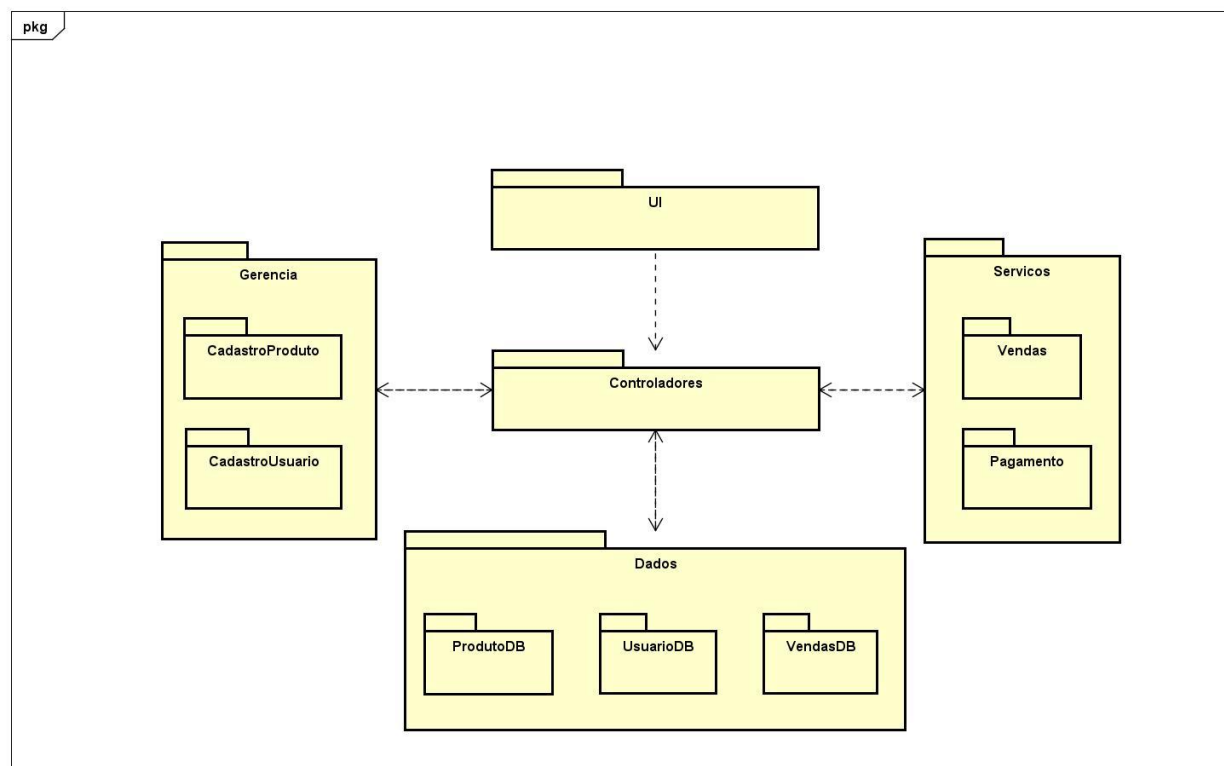 pkg
UI
Gerencia
CadastroProduto
CadastroUsuario
Controladores
Servicos
Vendas
Pagamento
Dados
ProdutoDB
UsuarioDB
VendasDB